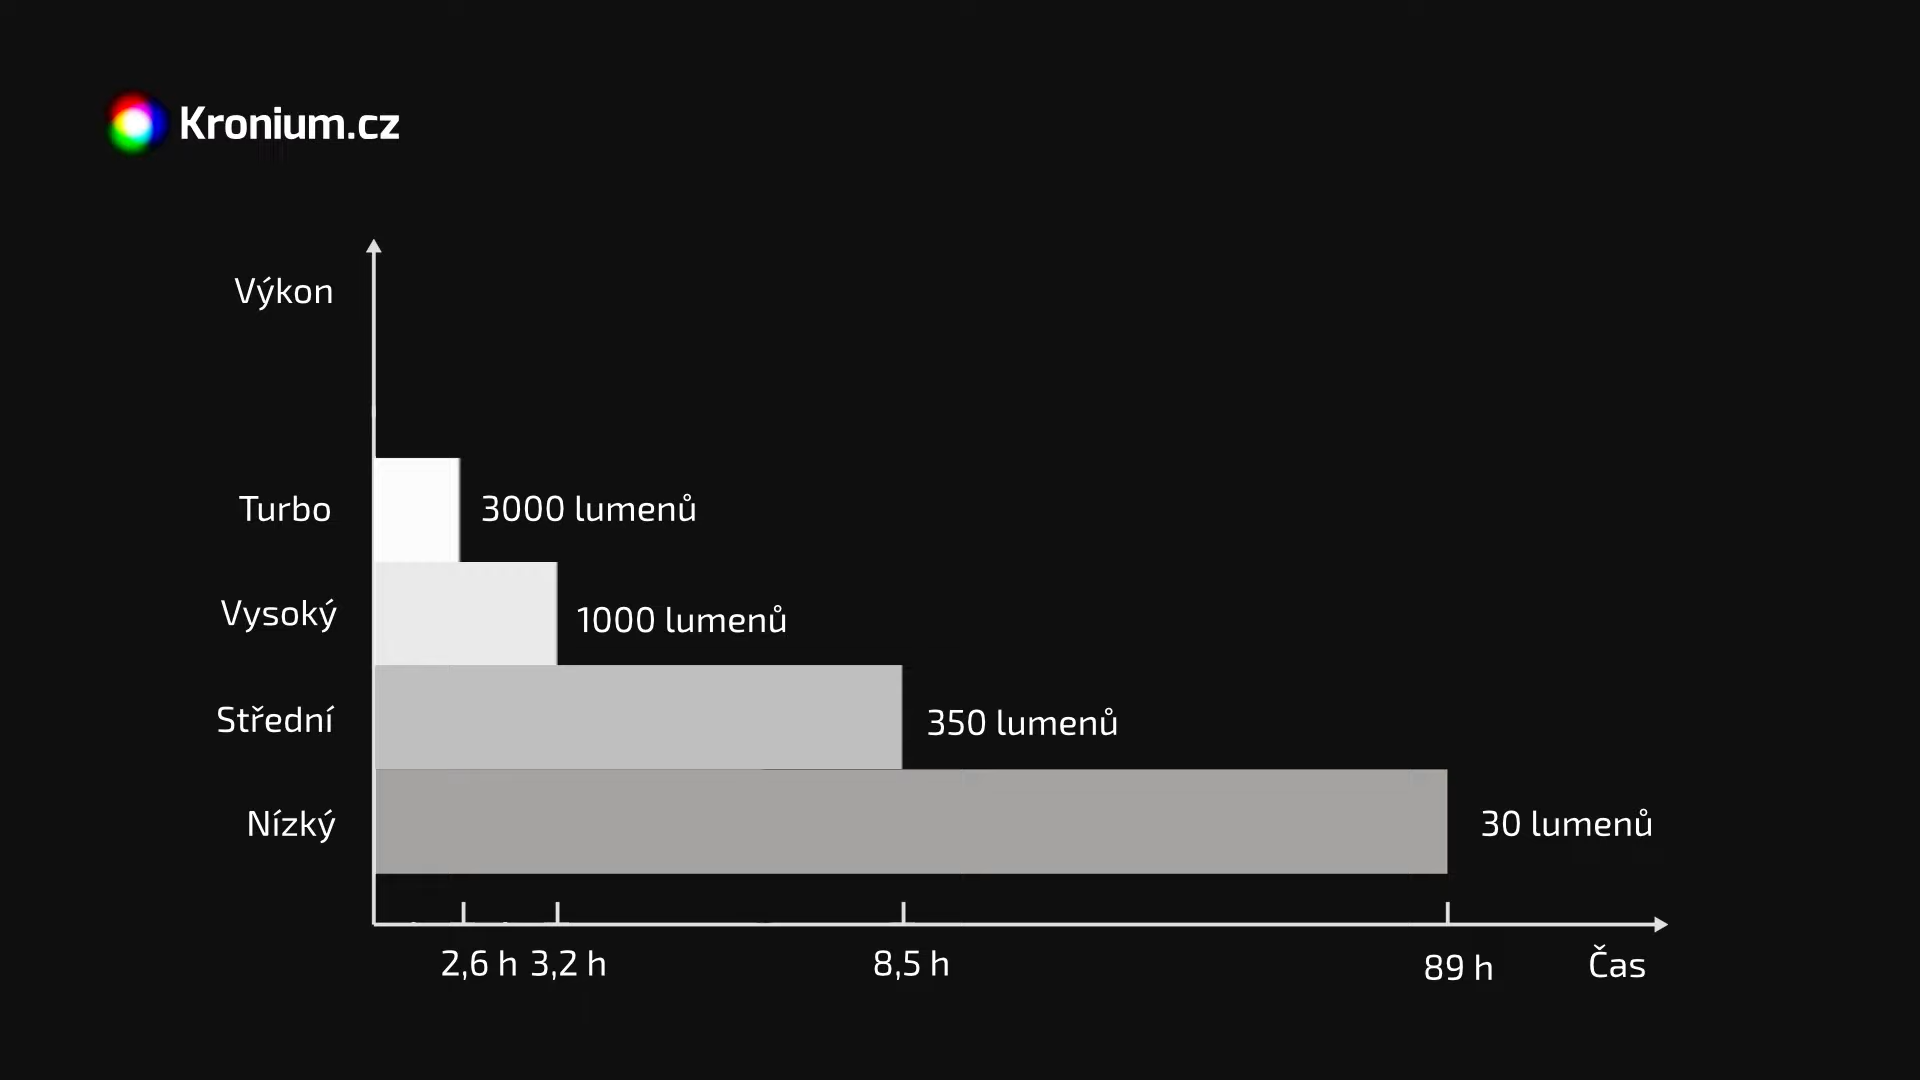 Kronium.cz
Výkon
Turbo
3000 lumenů
Vysoký
1000 lumenů
Střední
350 lumenů
Nízký
30 lumenů
2,6 h
3,2 h
8,5 h
89 h
Čas